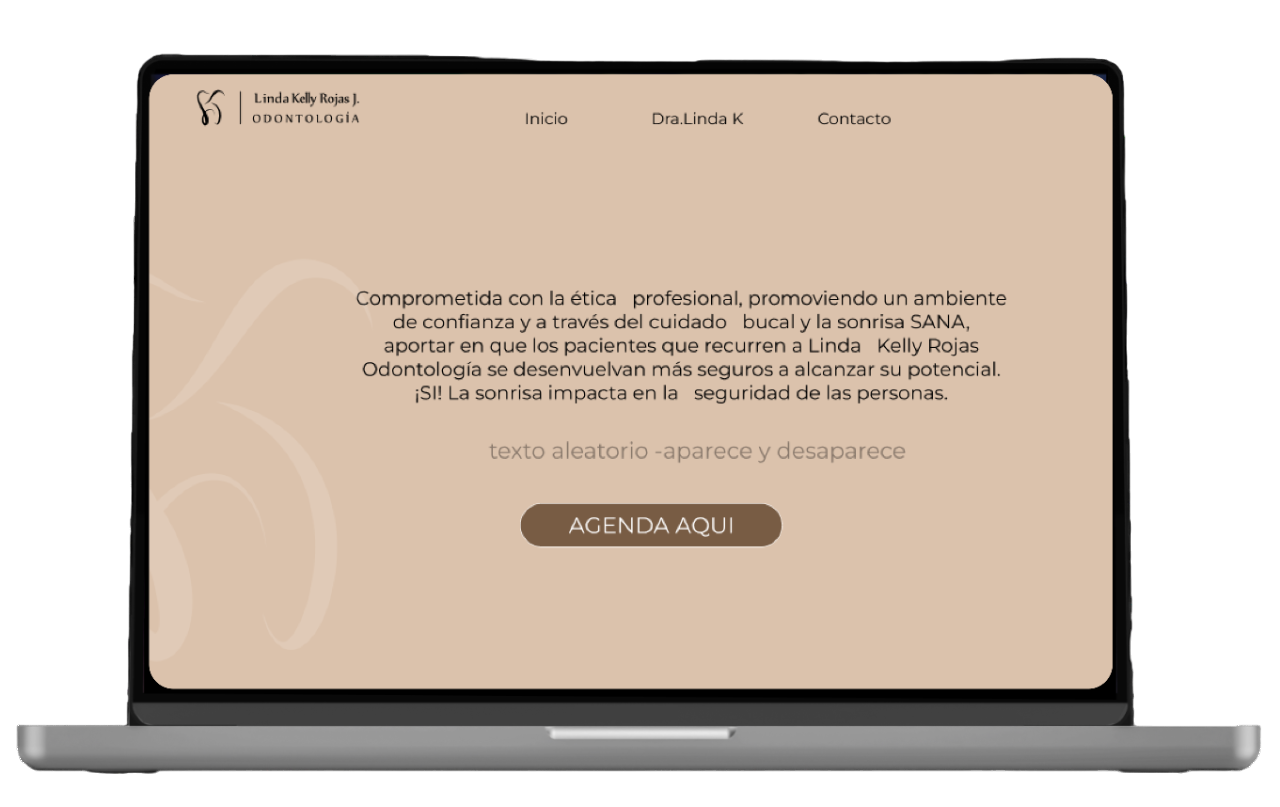 Linda Kelly Rojas J.
ODONTOLOGÍA
Inicio Dra.Linda K Contacto
Comprometida con la ética profesional, promoviendo un ambiente
de confianza y a través del cuidado bucal y la sonrisa SANA,
aportar en que los pacientes que recurren a Linda Kelly Rojas
Odontología se desenvuelvan más seguros a alcanzar su potencial.
¡SI! La sonrisa impacta en la seguridad de las personas.
texto aleatorio -aparece y desaparece
AGENDA AQUI